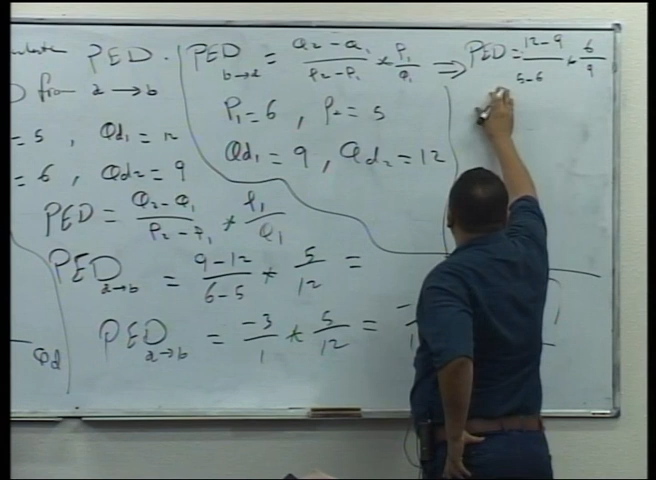 PED.
D from a → b
= 5 , Qd₁ = 12
= 6 , Qd₂ = 9
PED = Q₂ - Q₁ / P₂ - P₁ * P₁ / Q₁
PED a→b = 9 - 12 / 6 - 5 * 5 / 12 =
PED a→b = -3 / 1 * 5 / 12 = -
Qd
PED b→a = Q₂ - Q₁ / P₂ - P₁ * P₁ / Q₁ ⇒
P₁ = 6 , P₂ = 5
Qd₁ = 9 , Qd₂ = 12
PED = 12 - 9 / 5 - 6 * 6 / 9